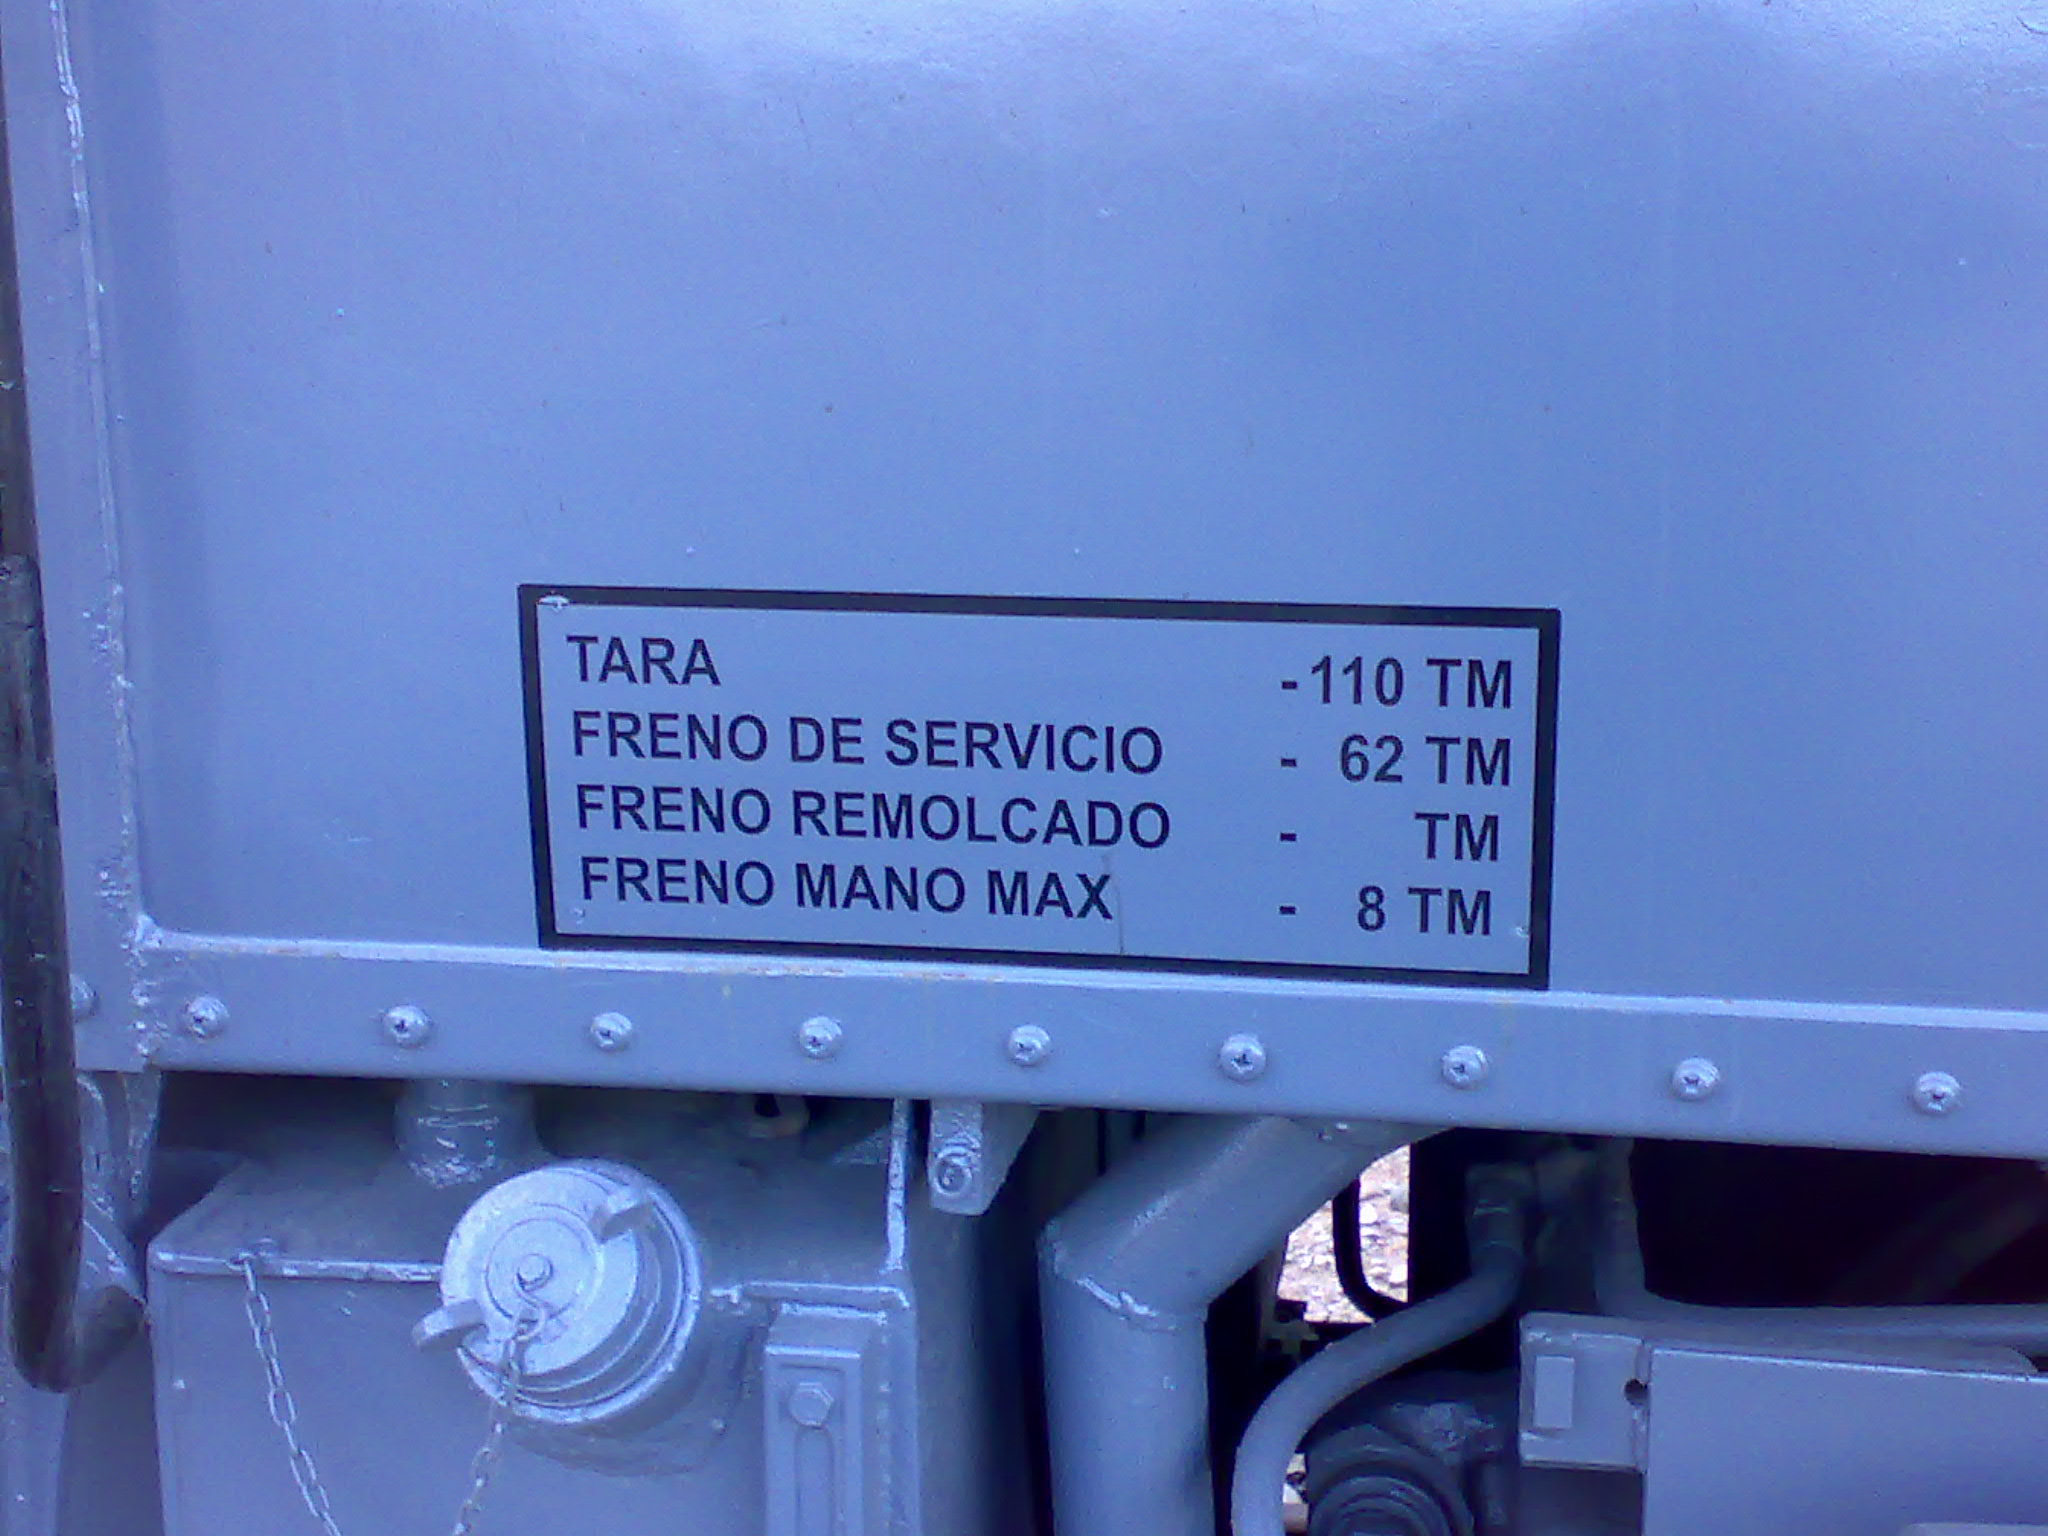 TARA -110 TM
FRENO DE SERVICIO - 62 TM
FRENO REMOLCADO - TM
FRENO MANO MAX - 8 TM